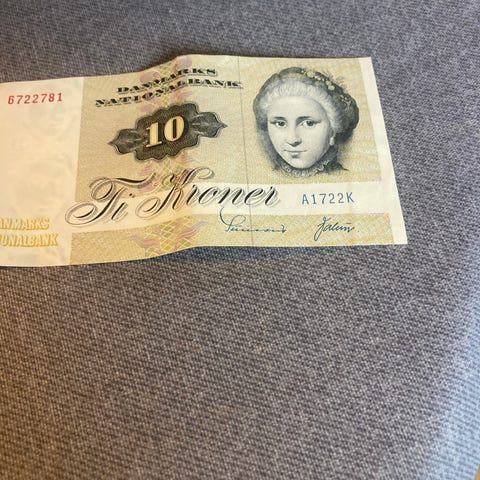 6722781
DANMARKS
NATIONALBANK
10
Ti Kroner
A1722K
ANMARKS
ONALBANK